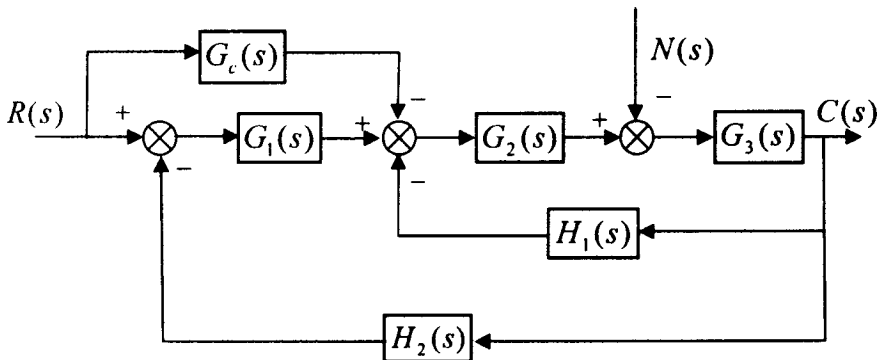 G_c(s)
N(s)
R(s)
+
−
+
−
−
−
+
−
G_1(s)
G_2(s)
G_3(s)
C(s)
H_1(s)
H_2(s)